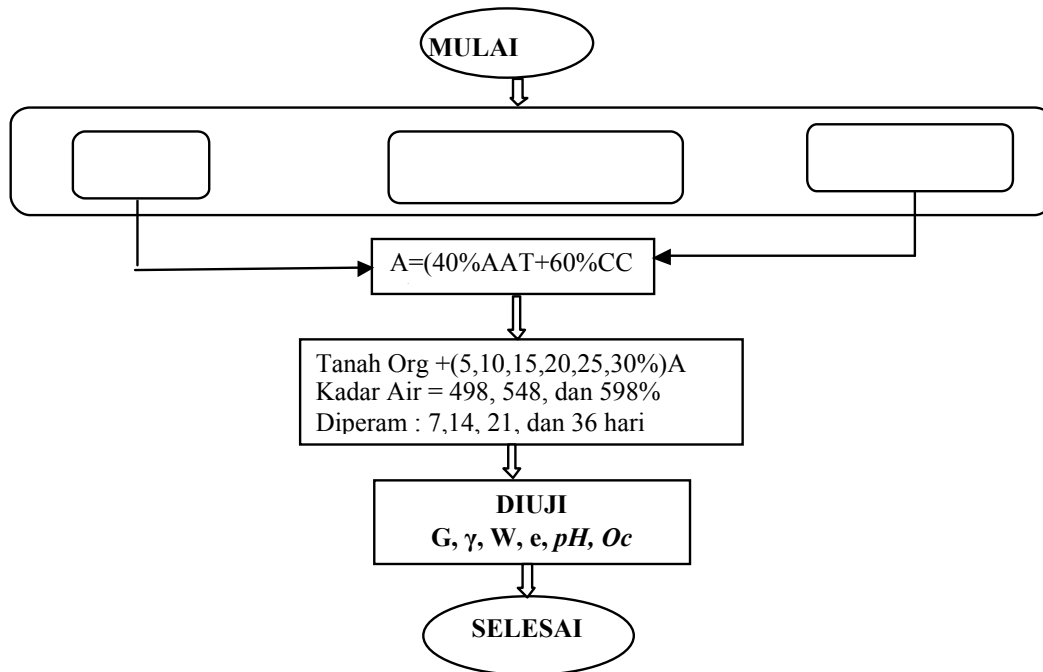 MULAI
A=(40%AAT+60%CC
Tanah Org +(5,10,15,20,25,30%)A
Kadar Air = 498, 548, dan 598%
Diperam : 7,14, 21, dan 36 hari
DIUJI
G, γ, W, e, pH, Oc
SELESAI